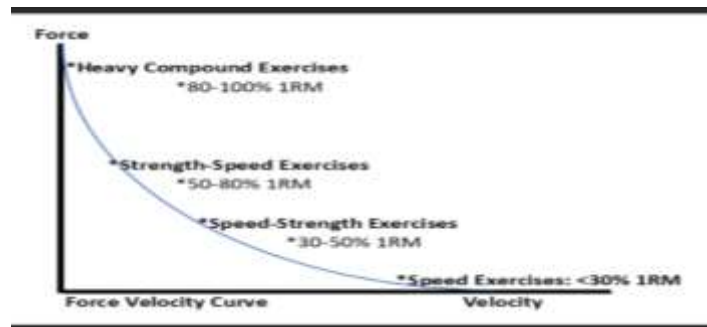 Force
*Heavy Compound Exercises
*80-100% 1RM
*Strength-Speed Exercises
*50-80% 1RM
*Speed-Strength Exercises
*30-50% 1RM
*Speed Exercises: <30% 1RM
Force Velocity Curve Velocity